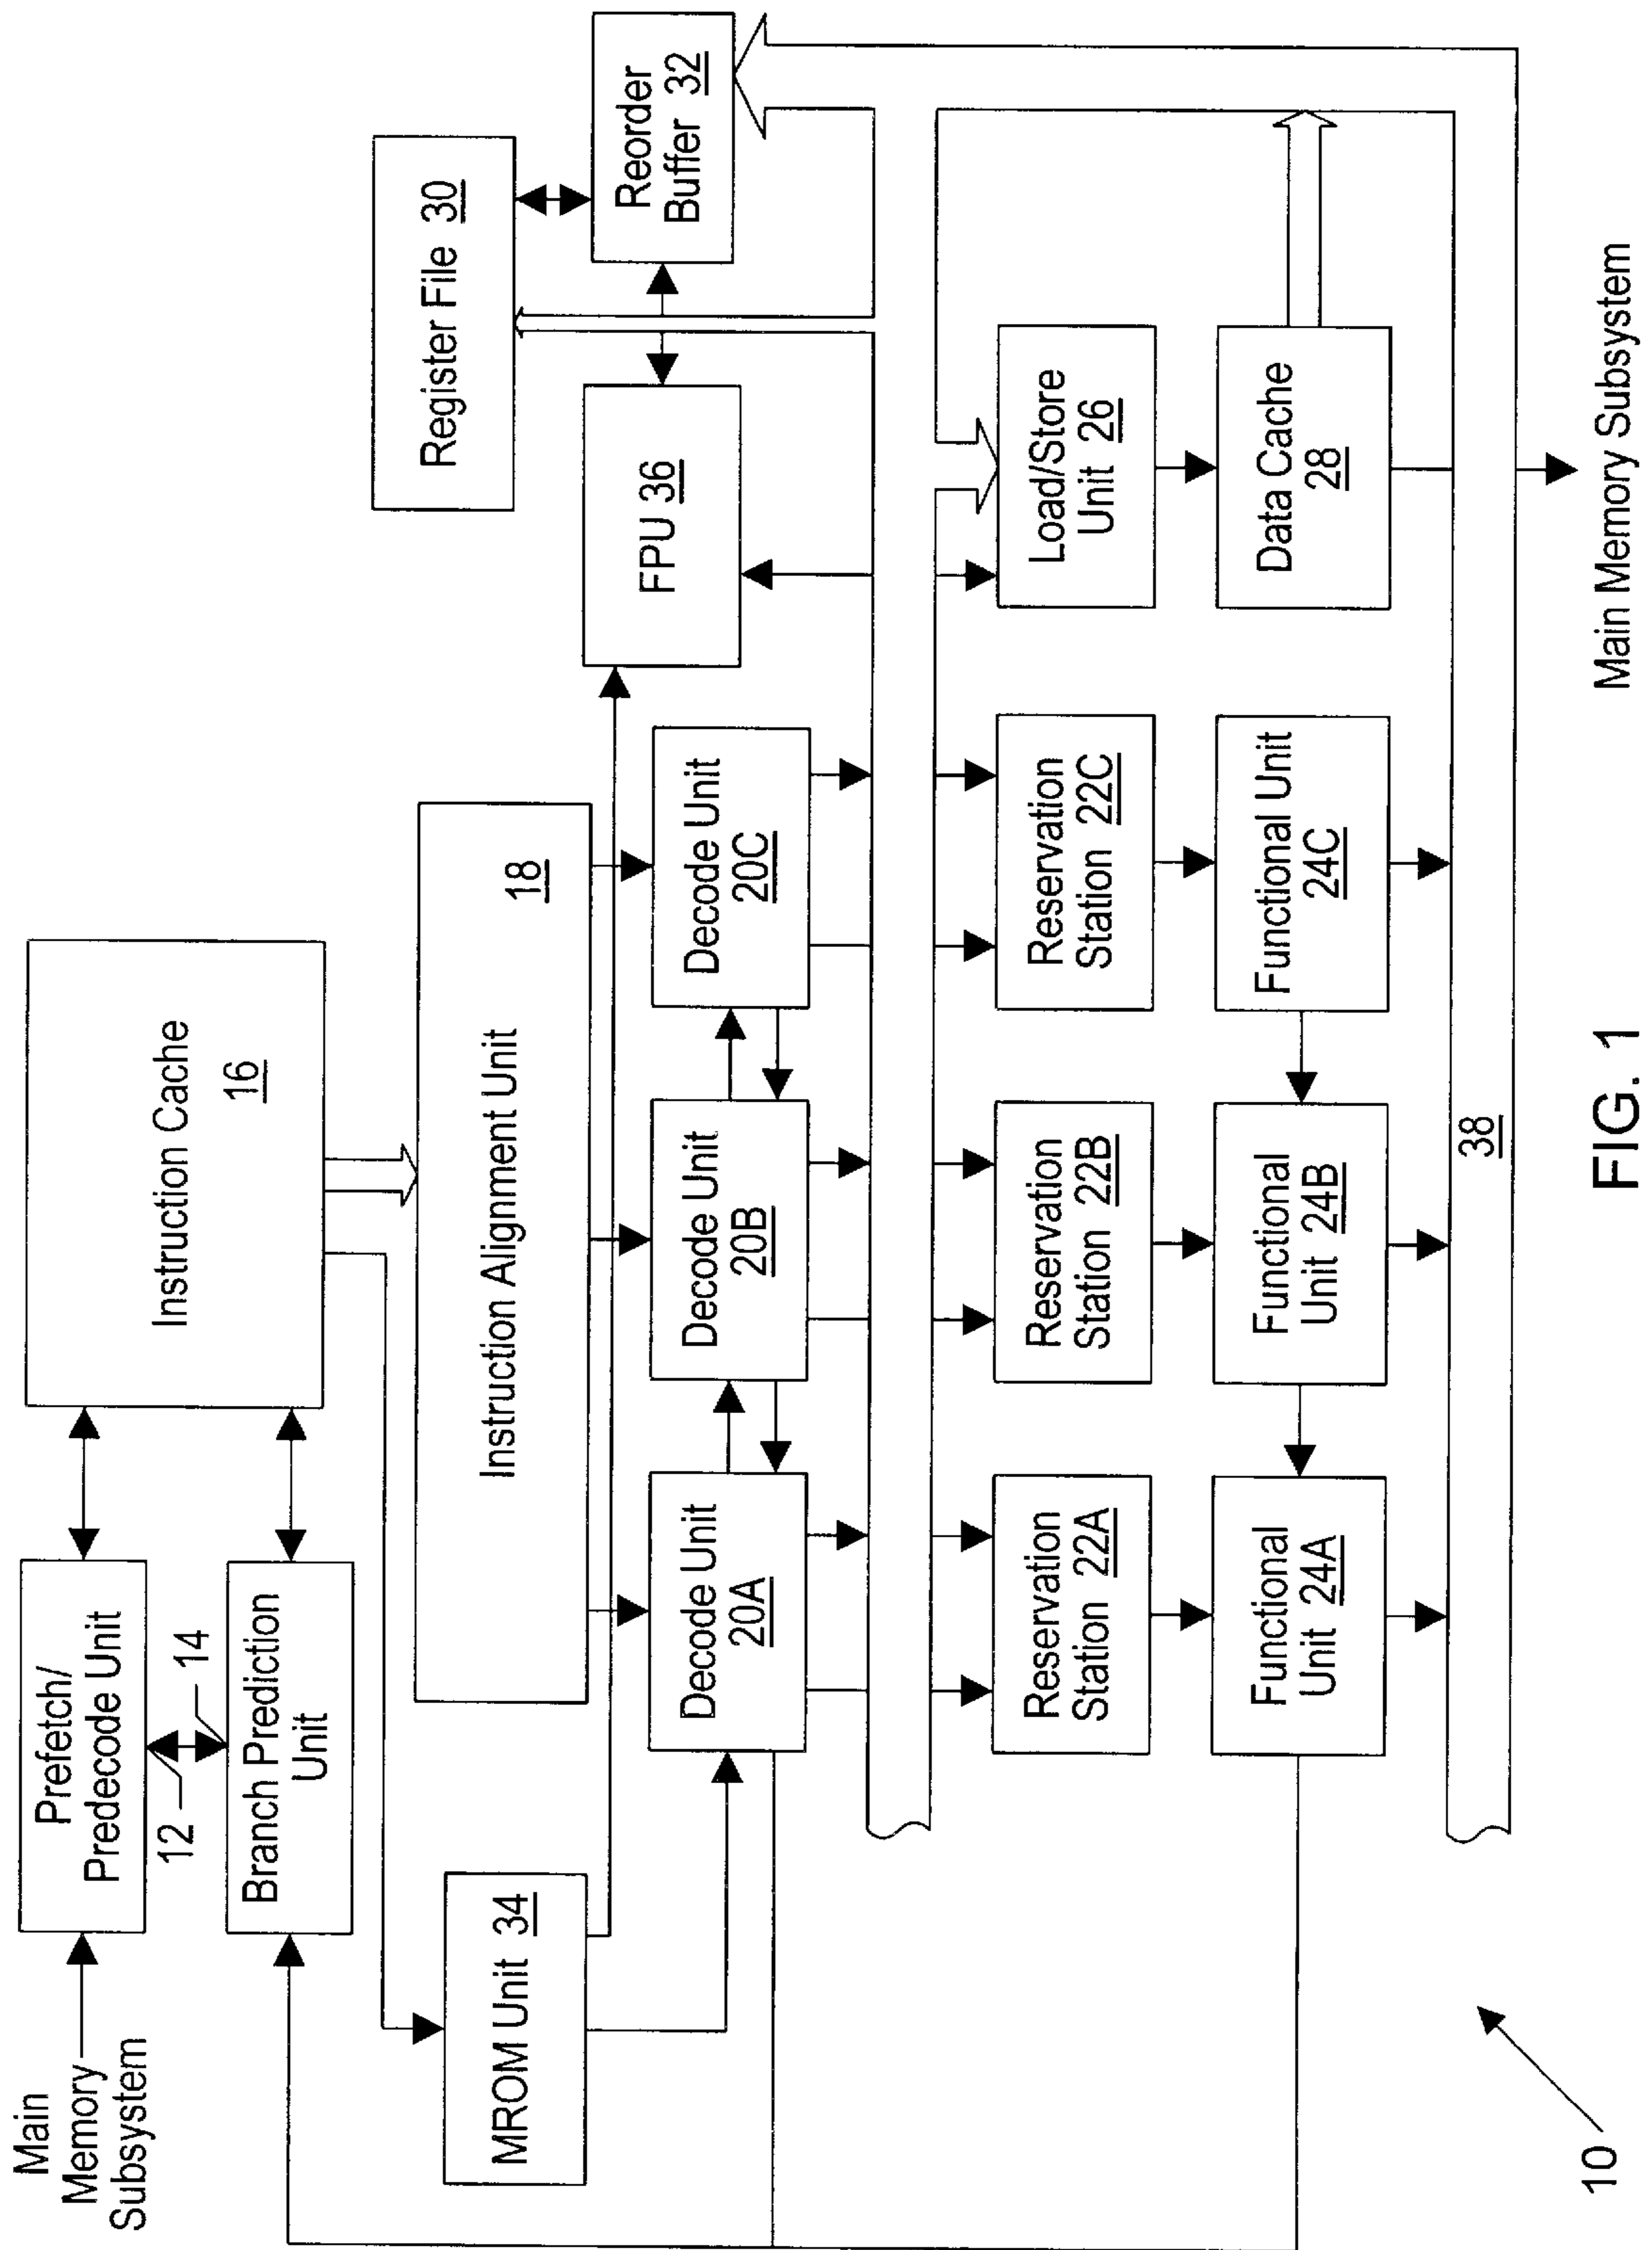 Main
Memory
Subsystem
Prefetch/
Predecode Unit
12
14
Branch Prediction
Unit
Instruction Cache
16
MROM Unit 34
Instruction Alignment Unit
18
Register File 30
Reorder
Buffer 32
FPU 36
Decode Unit
20A
Decode Unit
20B
Decode Unit
20C
Reservation
Station 22A
Reservation
Station 22B
Reservation
Station 22C
Load/Store
Unit 26
Functional
Unit 24A
Functional
Unit 24B
Functional Unit
24C
Data Cache
28
38
Main Memory Subsystem
10
FIG. 1